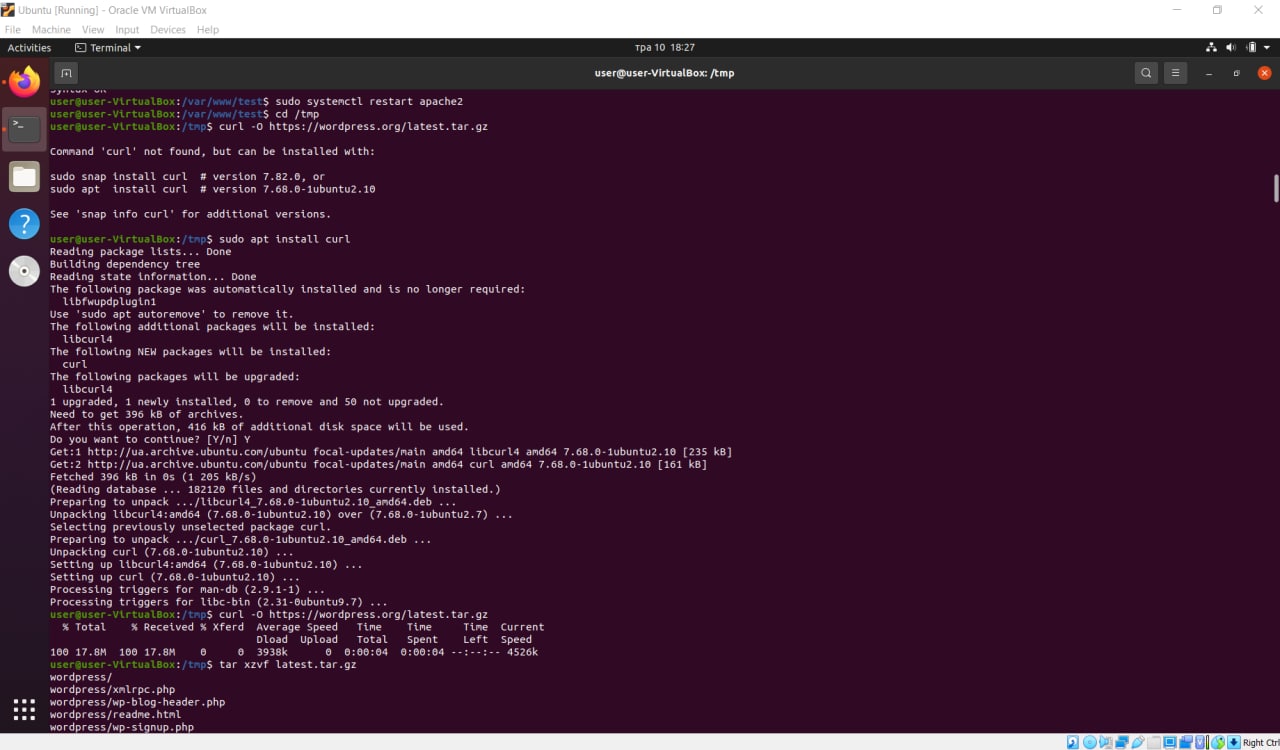 Ubuntu [Running] - Oracle VM VirtualBox
File Machine View Input Devices Help
Activities Terminal тра 10 18:27
user@user-VirtualBox: /tmp
Syntax OK
user@user-VirtualBox:/var/www/test$ sudo systemctl restart apache2
user@user-VirtualBox:/var/www/test$ cd /tmp
user@user-VirtualBox:/tmp$ curl -O https://wordpress.org/latest.tar.gz
Command 'curl' not found, but can be installed with:
sudo snap install curl  # version 7.82.0, or
sudo apt  install curl  # version 7.68.0-1ubuntu2.10
See 'snap info curl' for additional versions.
user@user-VirtualBox:/tmp$ sudo apt install curl
Reading package lists... Done
Building dependency tree
Reading state information... Done
The following package was automatically installed and is no longer required:
  libfwupdplugin1
Use 'sudo apt autoremove' to remove it.
The following additional packages will be installed:
  libcurl4
The following NEW packages will be installed:
  curl
The following packages will be upgraded:
  libcurl4
1 upgraded, 1 newly installed, 0 to remove and 50 not upgraded.
Need to get 396 kB of archives.
After this operation, 416 kB of additional disk space will be used.
Do you want to continue? [Y/n] Y
Get:1 http://ua.archive.ubuntu.com/ubuntu focal-updates/main amd64 libcurl4 amd64 7.68.0-1ubuntu2.10 [235 kB]
Get:2 http://ua.archive.ubuntu.com/ubuntu focal-updates/main amd64 curl amd64 7.68.0-1ubuntu2.10 [161 kB]
Fetched 396 kB in 0s (1 205 kB/s)
(Reading database ... 182120 files and directories currently installed.)
Preparing to unpack .../libcurl4_7.68.0-1ubuntu2.10_amd64.deb ...
Unpacking libcurl4:amd64 (7.68.0-1ubuntu2.10) over (7.68.0-1ubuntu2.7) ...
Selecting previously unselected package curl.
Preparing to unpack .../curl_7.68.0-1ubuntu2.10_amd64.deb ...
Unpacking curl (7.68.0-1ubuntu2.10) ...
Setting up libcurl4:amd64 (7.68.0-1ubuntu2.10) ...
Setting up curl (7.68.0-1ubuntu2.10) ...
Processing triggers for man-db (2.9.1-1) ...
Processing triggers for libc-bin (2.31-0ubuntu9.7) ...
user@user-VirtualBox:/tmp$ curl -O https://wordpress.org/latest.tar.gz
  % Total    % Received % Xferd  Average Speed   Time    Time     Time  Current
                                 Dload  Upload   Total   Spent    Left  Speed
100 17.8M  100 17.8M    0     0  3938k      0  0:00:04  0:00:04 --:--:-- 4526k
user@user-VirtualBox:/tmp$ tar xzvf latest.tar.gz
wordpress/
wordpress/xmlrpc.php
wordpress/wp-blog-header.php
wordpress/readme.html
wordpress/wp-signup.php
Right Ctrl